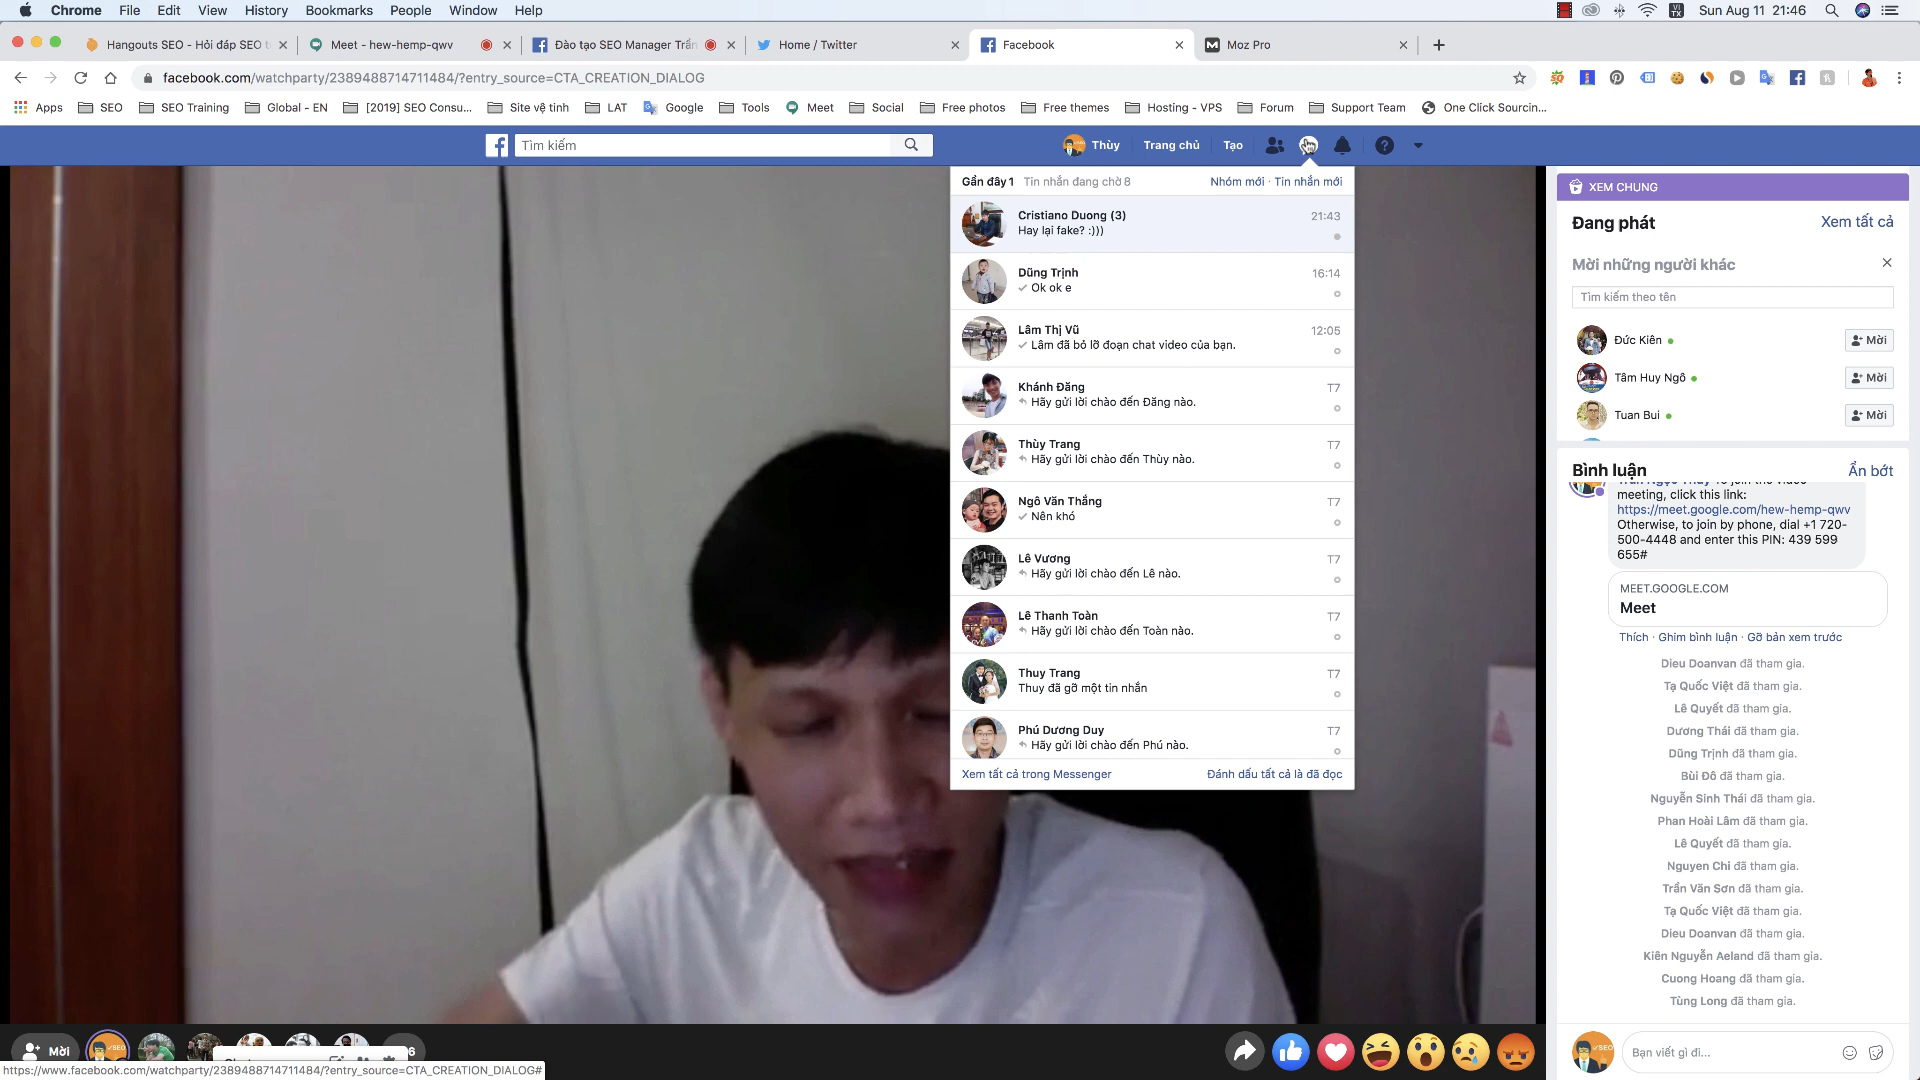 Chrome File Edit View History Bookmarks People Window Help
VI TX Sun Aug 11 21:46
Hangouts SEO - Hỏi đáp SEO t
Meet - hew-hemp-qwv
Đào tạo SEO Manager Trần
Home / Twitter
Facebook
Moz Pro
facebook.com/watchparty/2389488714711484/?entry_source=CTA_CREATION_DIALOG
Apps SEO SEO Training Global - EN [2019] SEO Consu... Site vệ tinh LAT Google Tools Meet Social Free photos Free themes Hosting - VPS Forum Support Team One Click Sourcin...
Tìm kiếm
Thùy Trang chủ Tạo
Gần đây 1 Tin nhắn đang chờ 8 Nhóm mới · Tin nhắn mới
Cristiano Duong (3) 21:43
Hay lại fake? :)))
Dũng Trịnh 16:14
Ok ok e
Lâm Thị Vũ 12:05
Lâm đã bỏ lỡ đoạn chat video của bạn.
Khánh Đăng T7
Hãy gửi lời chào đến Đăng nào.
Thùy Trang T7
Hãy gửi lời chào đến Thùy nào.
Ngô Văn Thắng T7
Nên khó
Lê Vương T7
Hãy gửi lời chào đến Lê nào.
Lê Thanh Toàn T7
Hãy gửi lời chào đến Toàn nào.
Thuy Trang T7
Thuy đã gỡ một tin nhắn
Phú Dương Duy T7
Hãy gửi lời chào đến Phú nào.
Xem tất cả trong Messenger Đánh dấu tất cả là đã đọc
XEM CHUNG
Đang phát Xem tất cả
Mời những người khác
Tìm kiếm theo tên
Đức Kiên Mời
Tâm Huy Ngô Mời
Tuan Bui Mời
Bình luận Ẩn bớt
Trần Ngọc Thùy To join the video
meeting, click this link:
https://meet.google.com/hew-hemp-qwv
Otherwise, to join by phone, dial +1 720-
500-4448 and enter this PIN: 439 599
655#
MEET.GOOGLE.COM
Meet
Thích · Ghim bình luận · Gỡ bản xem trước
Dieu Doanvan đã tham gia.
Tạ Quốc Việt đã tham gia.
Lê Quyết đã tham gia.
Dương Thái đã tham gia.
Dũng Trịnh đã tham gia.
Bùi Đô đã tham gia.
Nguyễn Sinh Thái đã tham gia.
Phan Hoài Lâm đã tham gia.
Lê Quyết đã tham gia.
Nguyen Chi đã tham gia.
Trần Văn Sơn đã tham gia.
Tạ Quốc Việt đã tham gia.
Dieu Doanvan đã tham gia.
Kiên Nguyễn Aeland đã tham gia.
Cuong Hoang đã tham gia.
Tùng Long đã tham gia.
Bạn viết gì đi...
Mời
https://www.facebook.com/watchparty/2389488714711484/?entry_source=CTA_CREATION_DIALOG#